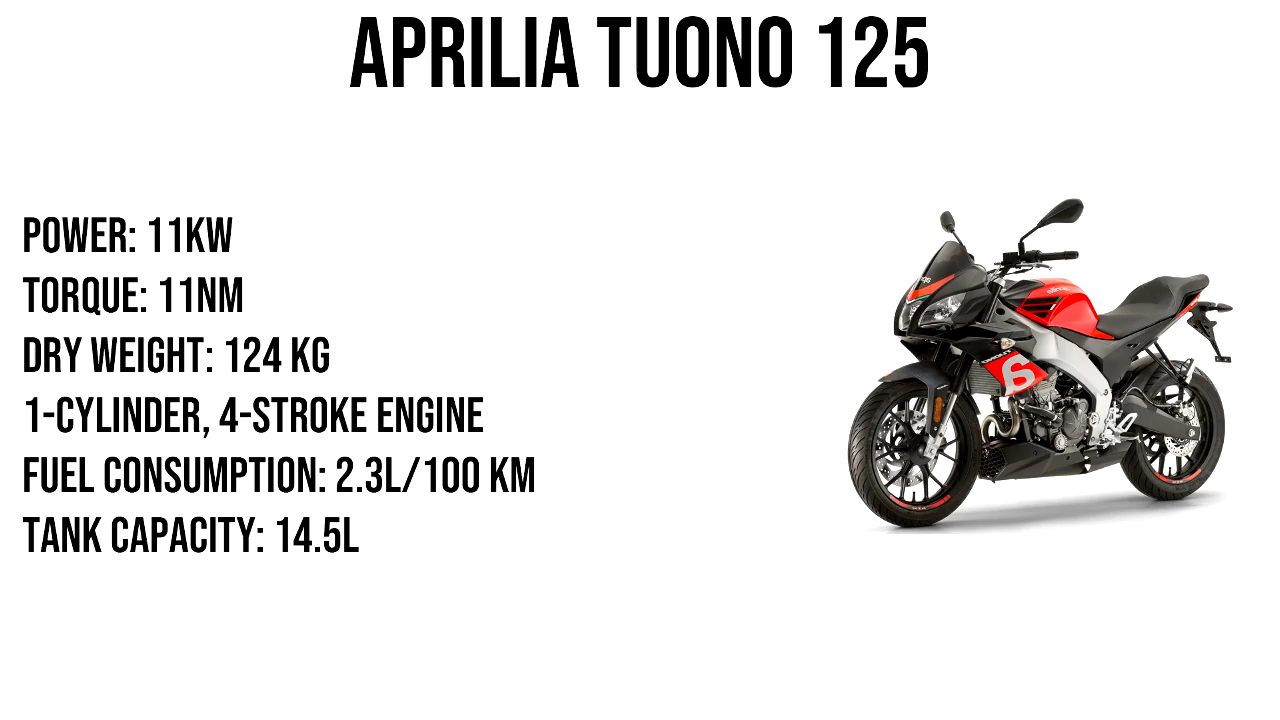 APRILIA TUONO 125
POWER: 11KW
TORQUE: 11NM
DRY WEIGHT: 124 KG
1-CYLINDER, 4-STROKE ENGINE
FUEL CONSUMPTION: 2.3L/100 KM
TANK CAPACITY: 14.5L